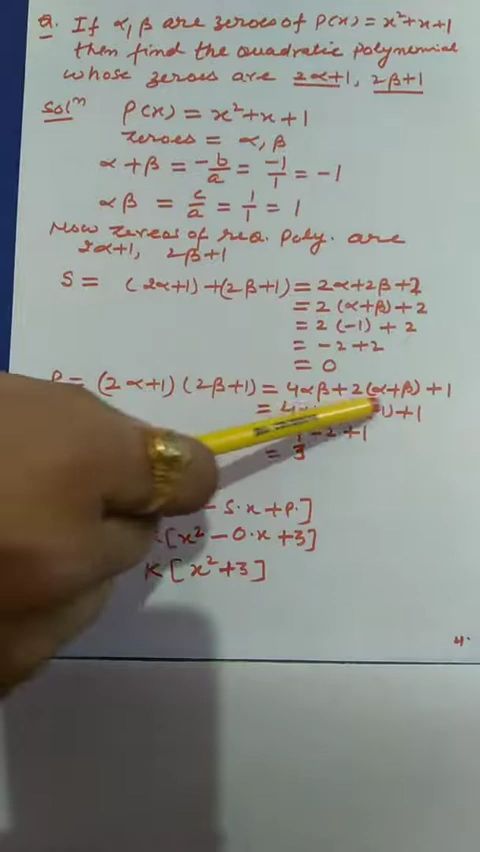 Q. If α, β are zeroes of P(x) = x²+x+1
then find the quadratic polynomial
whose zeroes are 2α+1, 2β+1
Solⁿ P(x) = x²+x+1
zeroes = α, β
α+β = -b/a = -1/1 = -1
αβ = c/a = 1/1 = 1
Now zeroes of req. Poly. are
2α+1, 2β+1
S = (2α+1)+(2β+1) = 2α+2β+2
= 2(α+β)+2
= 2(-1)+2
= -2+2
= 0
P = (2α+1)(2β+1) = 4αβ+2(α+β)+1
= 4 +1
-2+1
= 3
- S·x + P·]
[x² - 0·x + 3]
K[x²+3]
4.